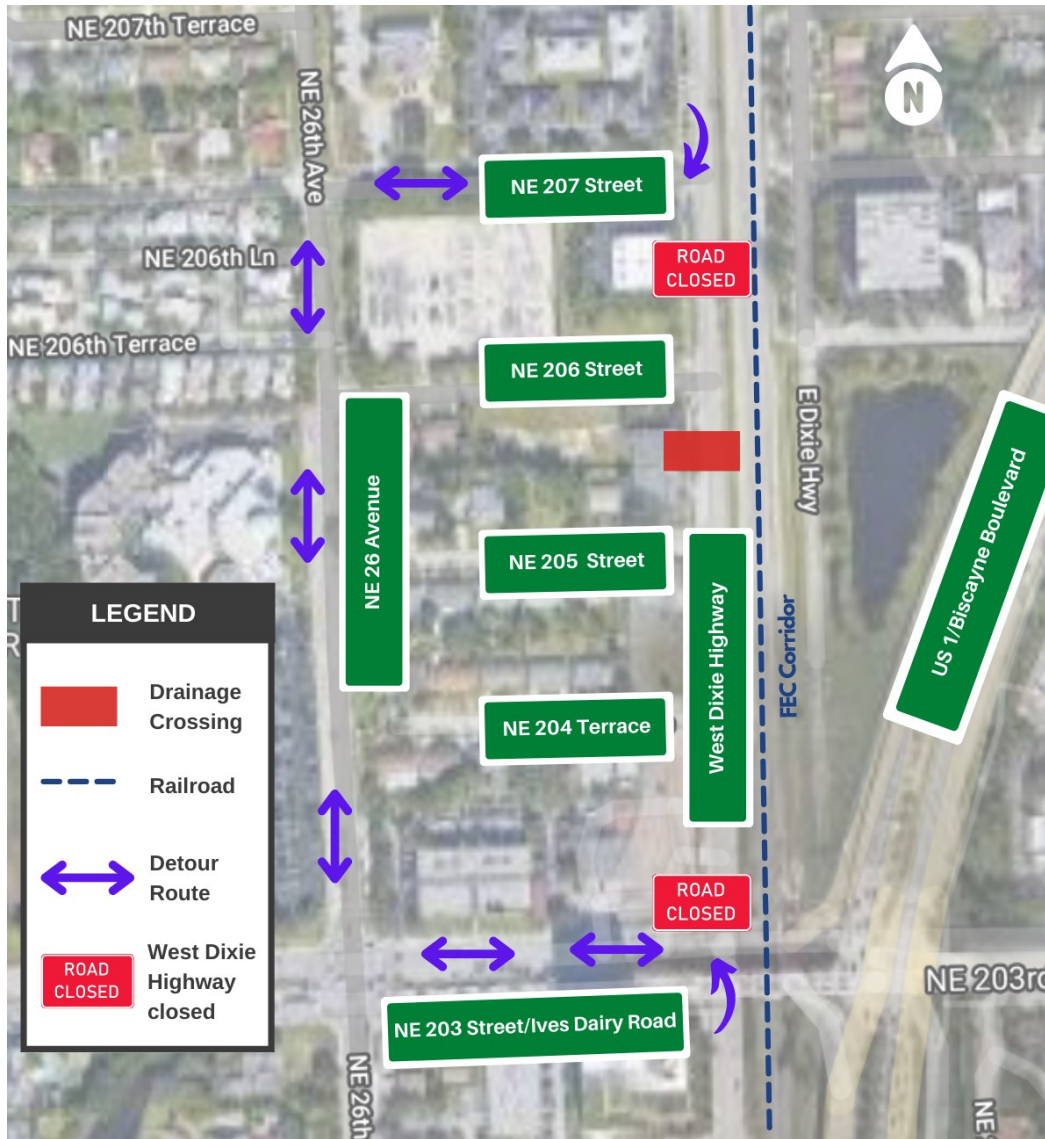 NE 207th Terrace
NE 26th Ave
N
NE 207 Street
NE 206th Ln
ROAD
CLOSED
NE 206th Terrace
NE 206 Street
E Dixie Hwy
NE 26 Avenue
US 1/Biscayne Boulevard
NE 205 Street
West Dixie Highway
FEC Corridor
T
R
LEGEND
Drainage
Crossing
Railroad
Detour
Route
ROAD
CLOSED
West Dixie
Highway
closed
NE 204 Terrace
ROAD
CLOSED
NE 203rd
NE 203 Street/Ives Dairy Road
NE 26th
NE